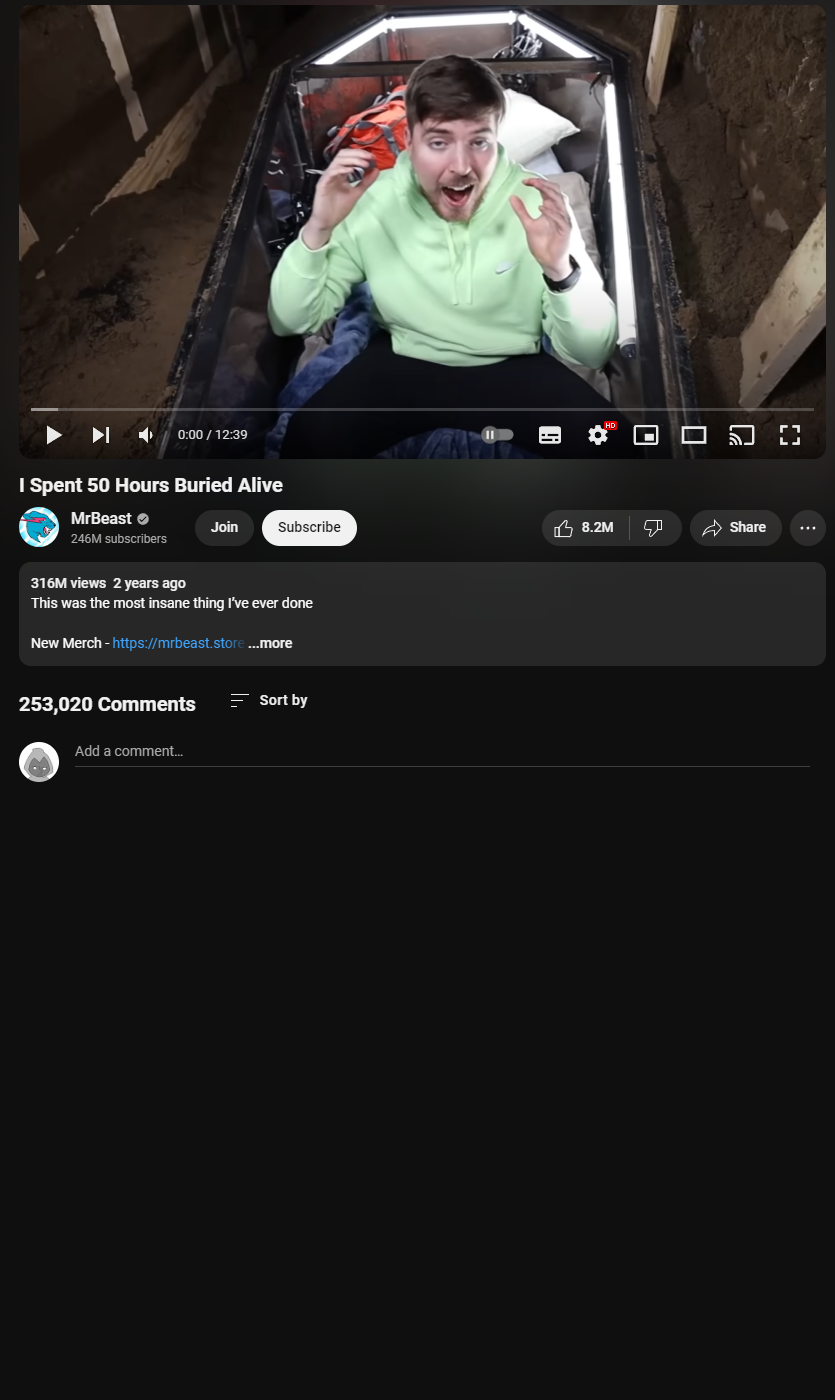 0:00 / 12:39
HD
I Spent 50 Hours Buried Alive
MrBeast
246M subscribers
Join
Subscribe
8.2M
Share
316M views 2 years ago
This was the most insane thing I've ever done
New Merch - https://mrbeast.store ...more
253,020 Comments
Sort by
Add a comment...